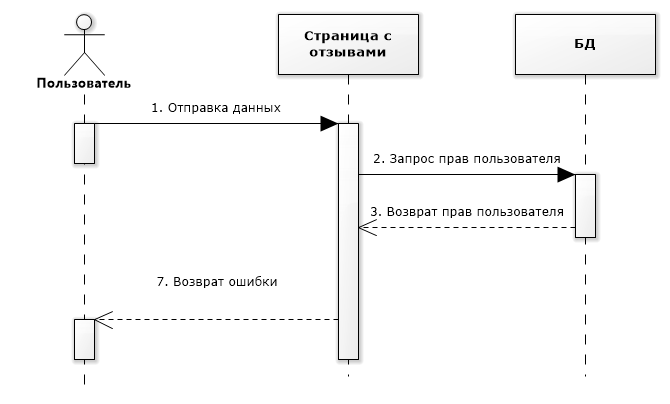 Страница с
отзывами
БД
Пользователь
1. Отправка данных
2. Запрос прав пользователя
3. Возврат прав пользователя
7. Возврат ошибки